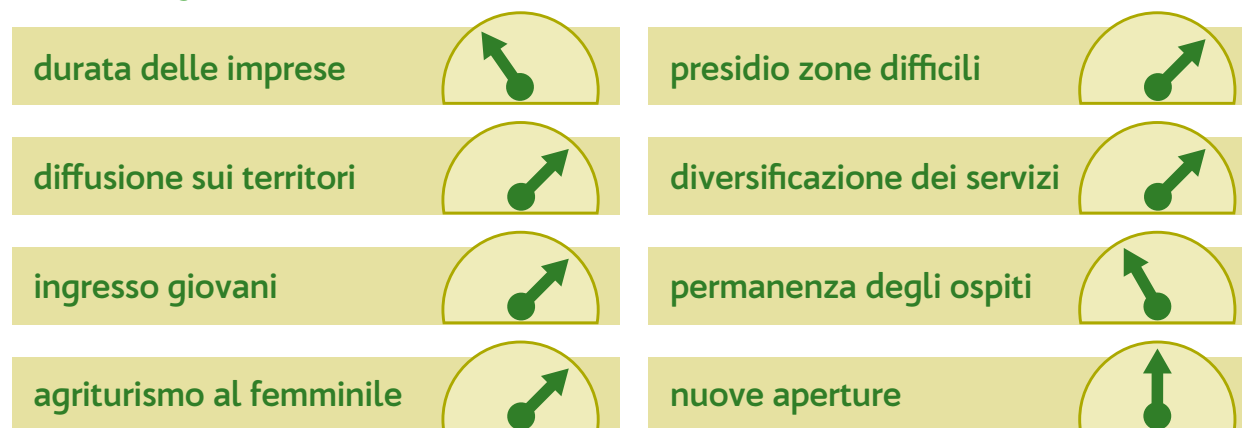 durata delle imprese
presidio zone difficili
diffusione sui territori
diversificazione dei servizi
ingresso giovani
permanenza degli ospiti
agriturismo al femminile
nuove aperture